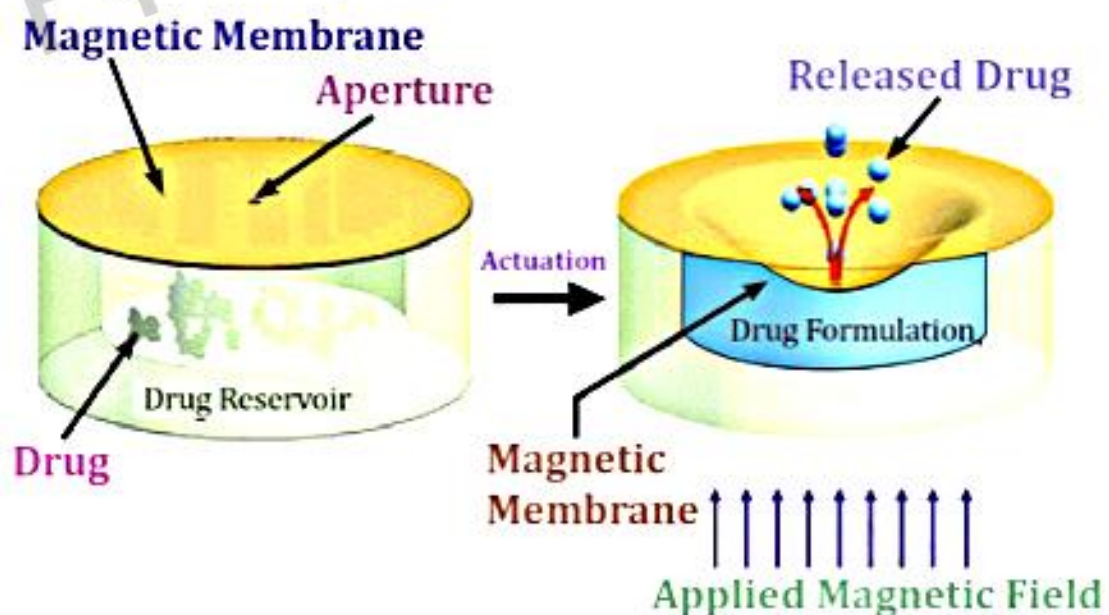 Magnetic Membrane
Aperture
Released Drug
Actuation
Drug Formulation
Drug Reservoir
Drug
Magnetic
Membrane
Applied Magnetic Field